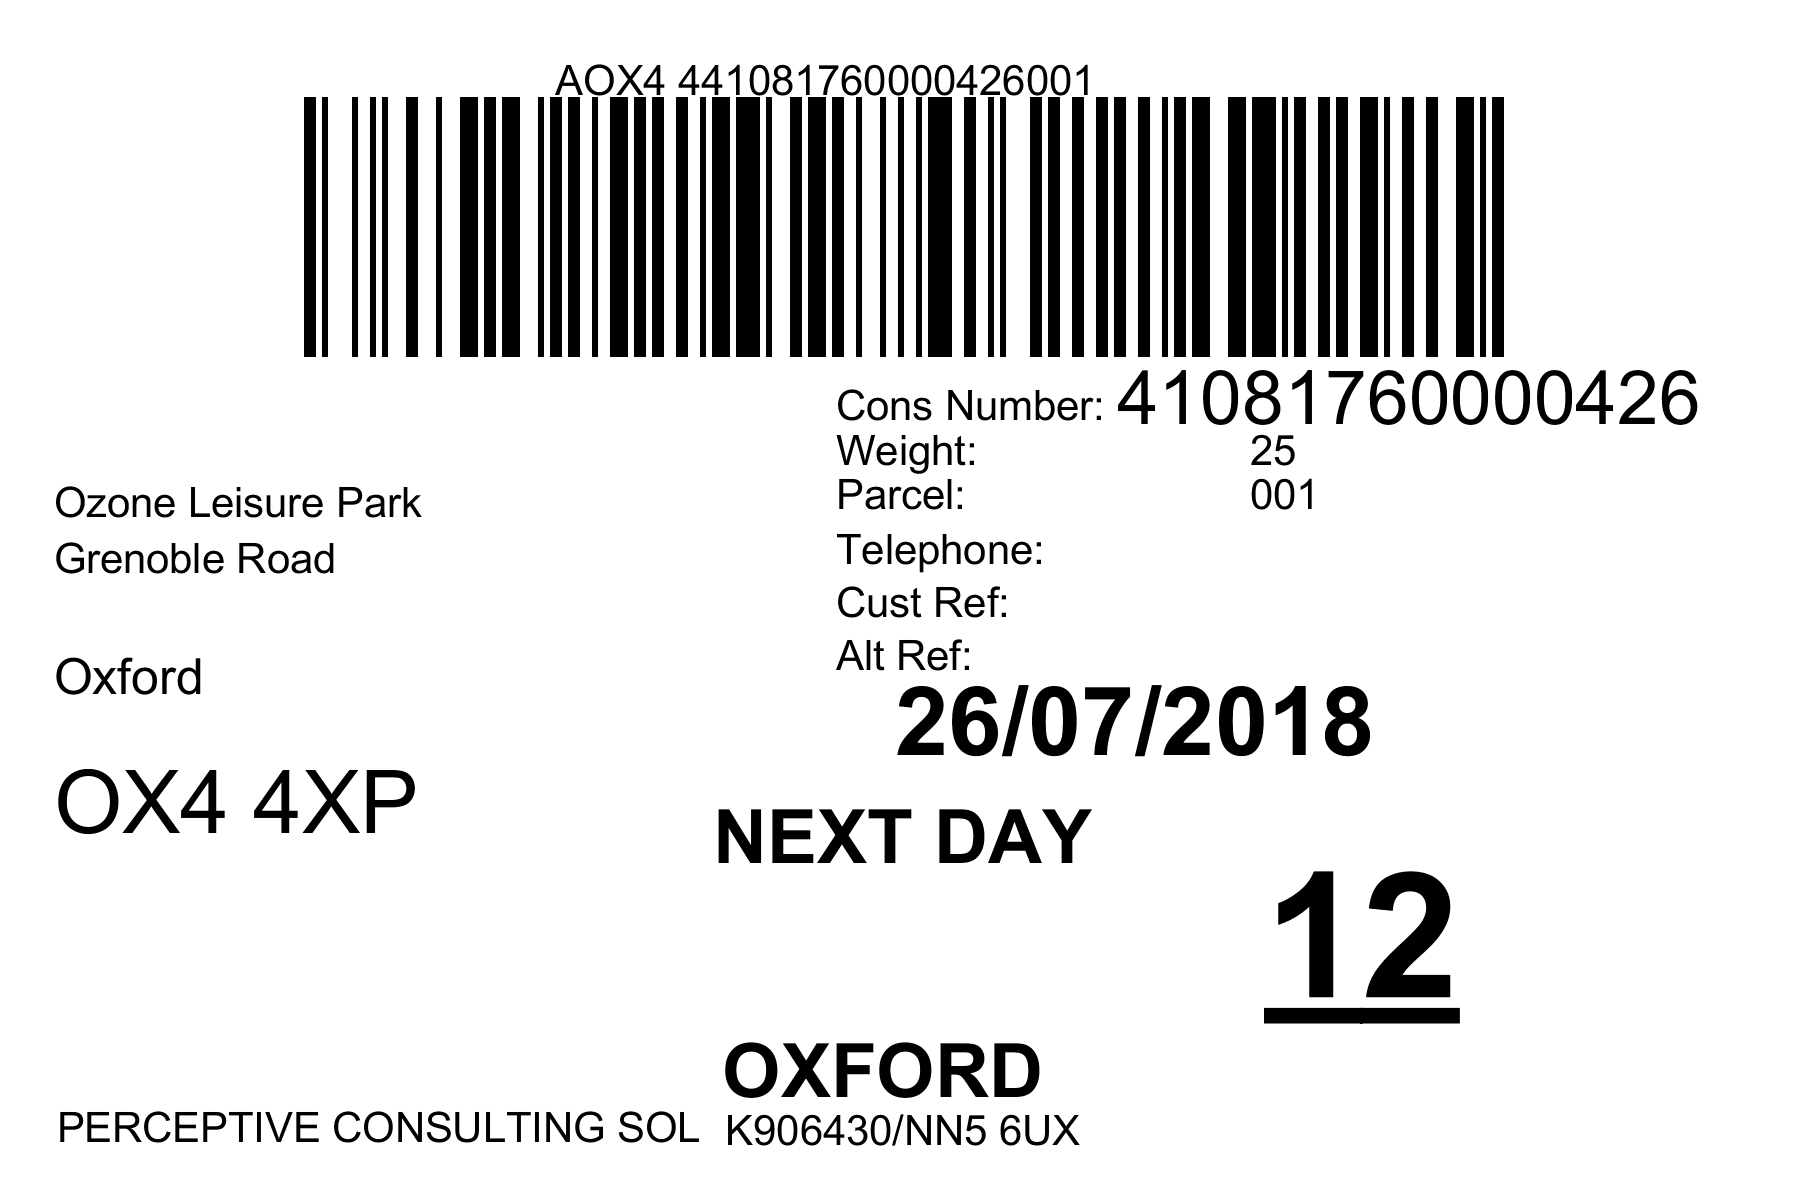 AOX4 441081760000426001
Cons Number: 41081760000426
Weight: 25
Parcel: 001
Telephone:
Cust Ref:
Alt Ref:
Ozone Leisure Park
Grenoble Road
Oxford
OX4 4XP
26/07/2018
NEXT DAY
12
OXFORD
PERCEPTIVE CONSULTING SOL K906430/NN5 6UX